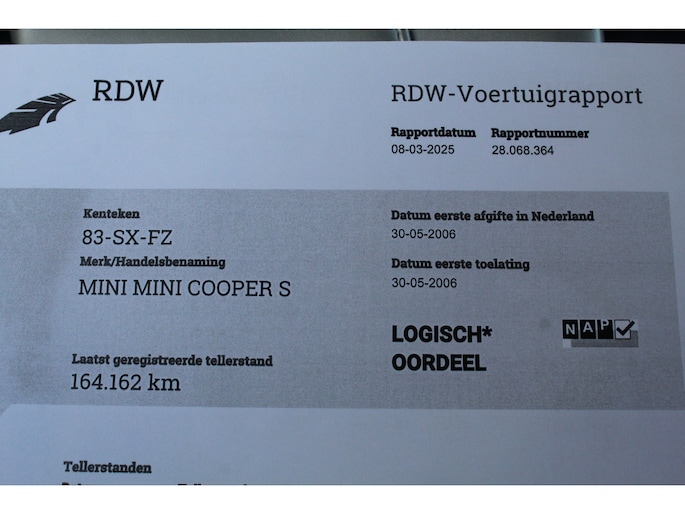 RDW
RDW-Voertuigrapport
Rapportdatum Rapportnummer
08-03-2025 28.068.364
Kenteken
83-SX-FZ
Merk/Handelsbenaming
MINI MINI COOPER S
Laatst geregistreerde tellerstand
164.162 km
Datum eerste afgifte in Nederland
30-05-2006
Datum eerste toelating
30-05-2006
LOGISCH*
OORDEEL
NAP
Tellerstanden